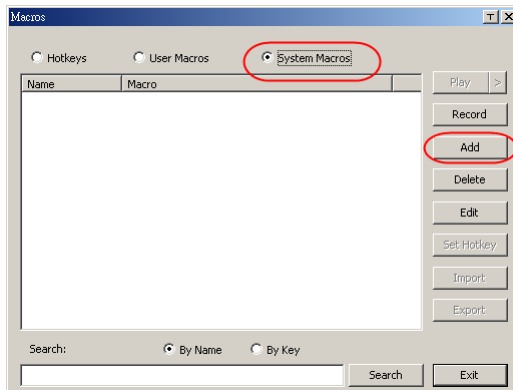 Macros
Hotkeys User Macros System Macros
Name Macro
Play >
Record
Add
Delete
Edit
Set Hotkey
Import
Export
Search: By Name By Key
Search Exit